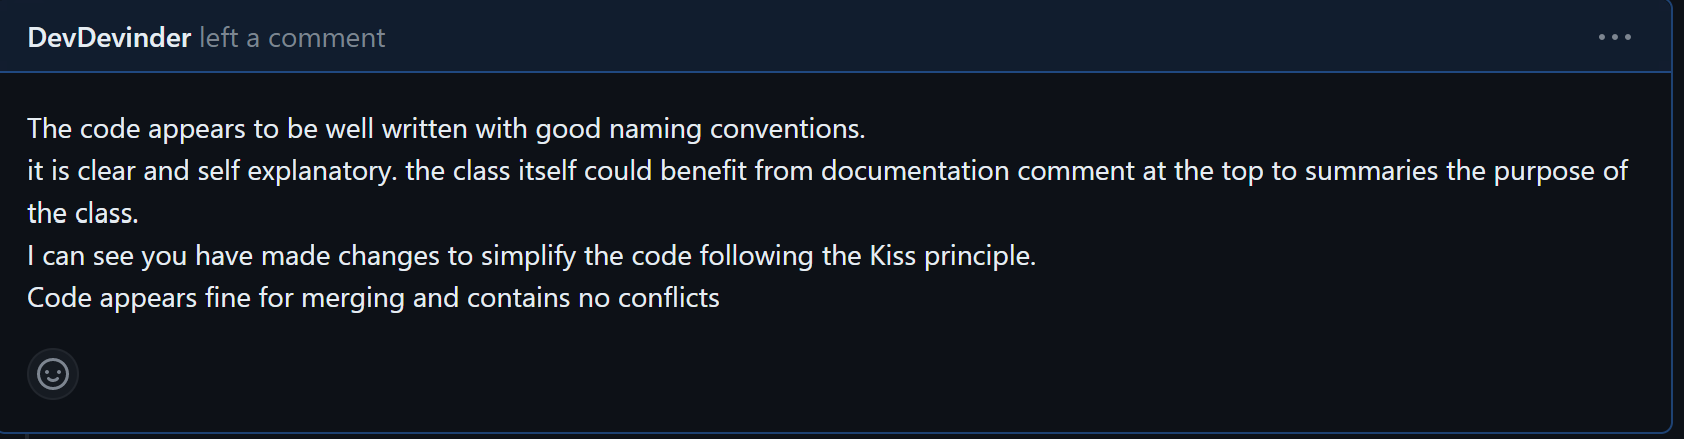 DevDevinder left a comment
The code appears to be well written with good naming conventions.
it is clear and self explanatory. the class itself could benefit from documentation comment at the top to summaries the purpose of
the class.
I can see you have made changes to simplify the code following the Kiss principle.
Code appears fine for merging and contains no conflicts